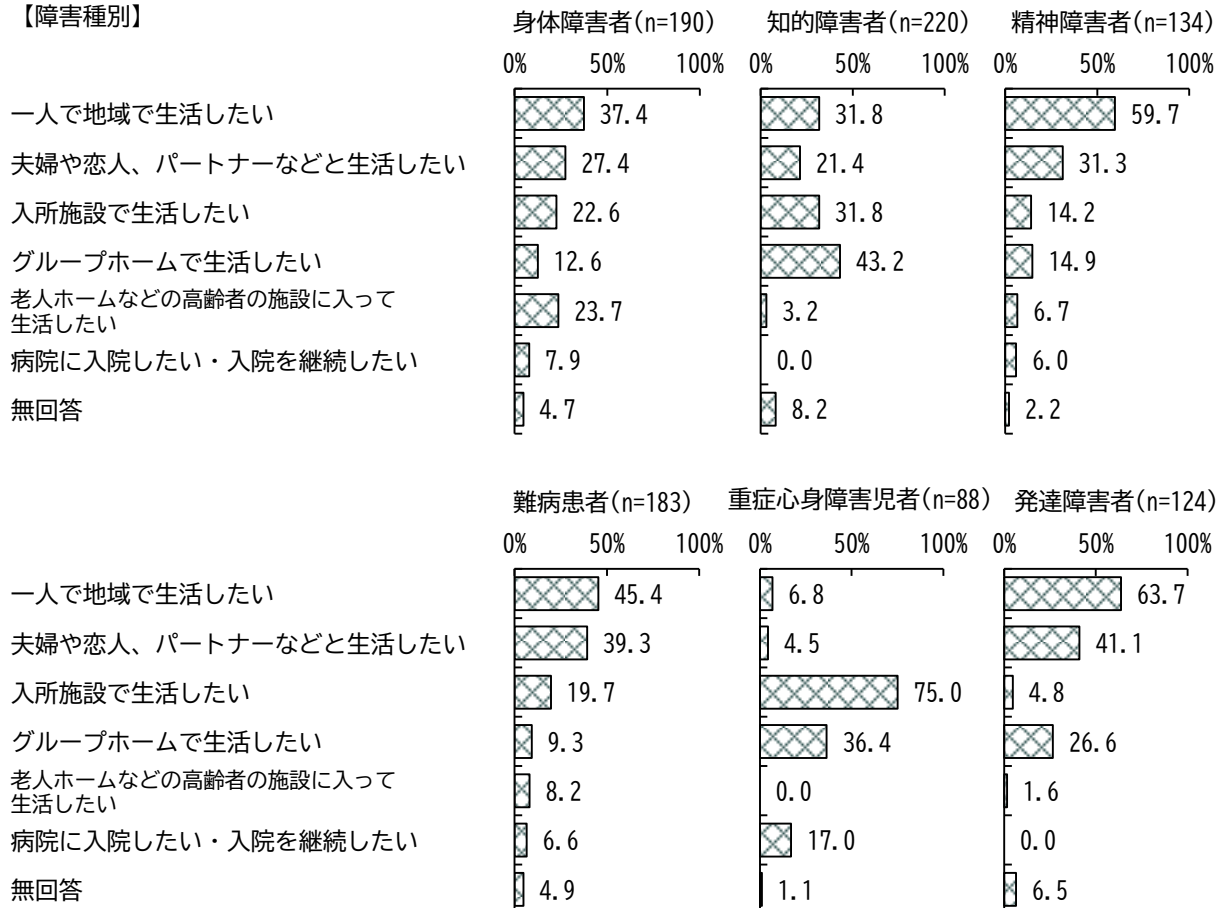 【障害種別】
身体障害者(n=190) 知的障害者(n=220) 精神障害者(n=134)
0% 50% 100% 0% 50% 100% 0% 50% 100%
一人で地域で生活したい 37.4 31.8 59.7
夫婦や恋人、パートナーなどと生活したい 27.4 21.4 31.3
入所施設で生活したい 22.6 31.8 14.2
グループホームで生活したい 12.6 43.2 14.9
老人ホームなどの高齢者の施設に入って
生活したい 23.7 3.2 6.7
病院に入院したい・入院を継続したい 7.9 0.0 6.0
無回答 4.7 8.2 2.2
難病患者(n=183) 重症心身障害児者(n=88) 発達障害者(n=124)
0% 50% 100% 0% 50% 100% 0% 50% 100%
一人で地域で生活したい 45.4 6.8 63.7
夫婦や恋人、パートナーなどと生活したい 39.3 4.5 41.1
入所施設で生活したい 19.7 75.0 4.8
グループホームで生活したい 9.3 36.4 26.6
老人ホームなどの高齢者の施設に入って
生活したい 8.2 0.0 1.6
病院に入院したい・入院を継続したい 6.6 17.0 0.0
無回答 4.9 1.1 6.5